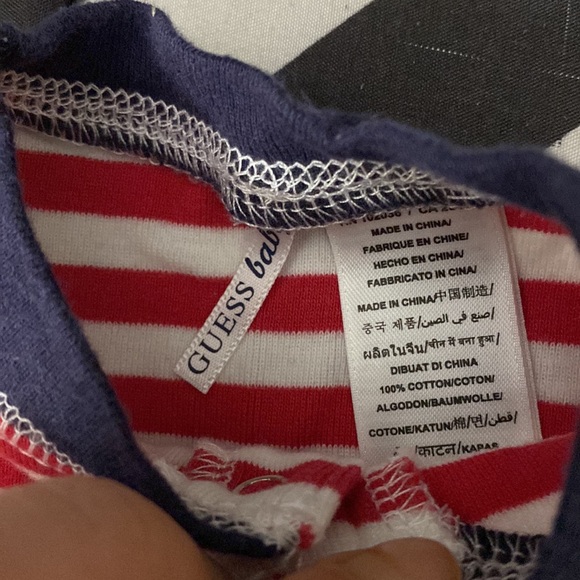 GUESS bab
CA
MADE IN CHINA/
FABRIQUE EN CHINE/
HECHO EN CHINA/
FABBRICATO IN CINA/
MADE IN CHINA/中国制造/
중국 제품/صنع في الصين/
ผลิตในจีน/चीन में बना हुआ/
DIBUAT DI CHINA
100% COTTON/COTON/
ALGODON/BAUMWOLLE/
COTONE/KATUN/棉/면/قطن/
/काटन/KAPAS